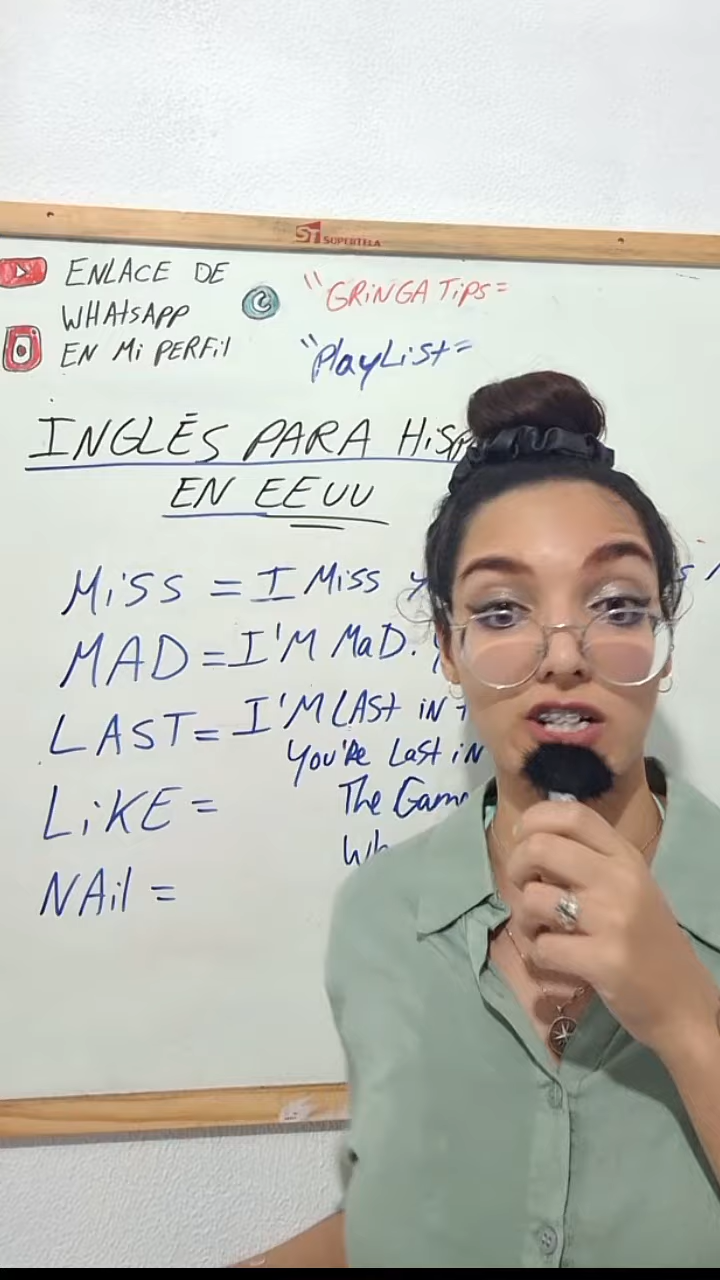 ST SUPERTELA
ENLACE DE
WHAtsAPP
EN Mi PERFil
"GRiNGA TiPS=
"PlayList=
INGLÉS PARA HiSP
EN EEUU
MiSS = I Miss
MAD = I'M MaD.
LAST = I'M LASt iN
You'Re Last iN
The Game
LiKE =
NAil =